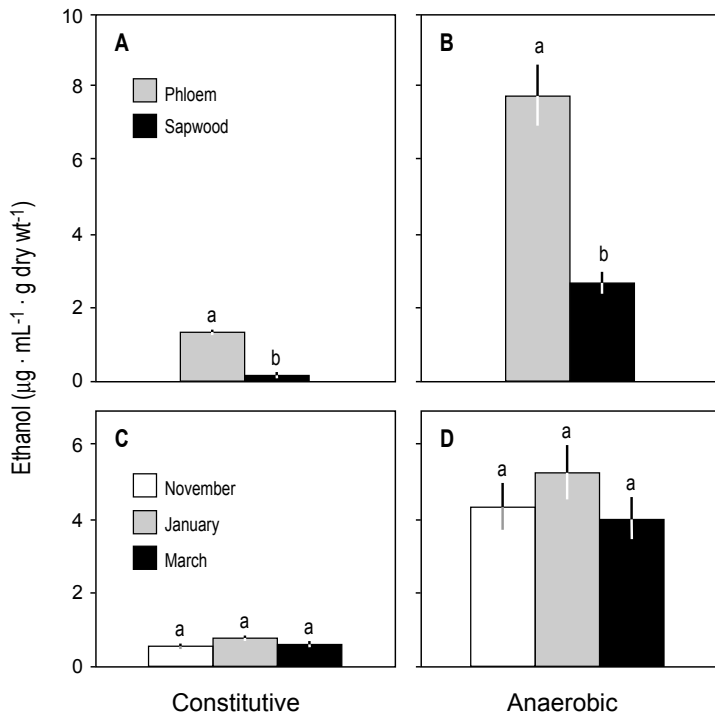 Ethanol (µg · mL⁻¹ · g dry wt⁻¹)
10
8
6
4
2
0
A
Phloem
Sapwood
a
b
B
a
b
6
4
2
0
C
November
January
March
a
a
a
D
a
a
a
Constitutive
Anaerobic